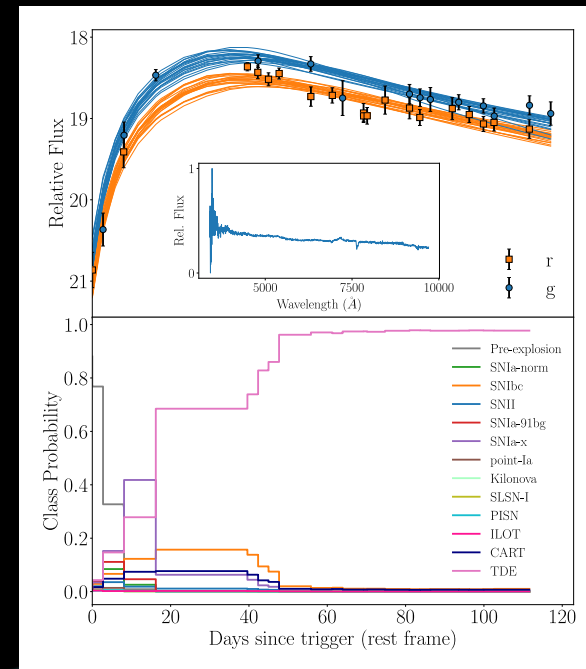 18
19
20
21
Relative Flux
1
0
Rel. Flux
5000
7500
10000
Wavelength (Å)
r
g
1.0
0.8
0.6
0.4
0.2
0.0
Class Probability
Pre-explosion
SNIa-norm
SNIbc
SNII
SNIa-91bg
SNIa-x
point-Ia
Kilonova
SLSN-I
PISN
ILOT
CART
TDE
0
20
40
60
80
100
120
Days since trigger (rest frame)